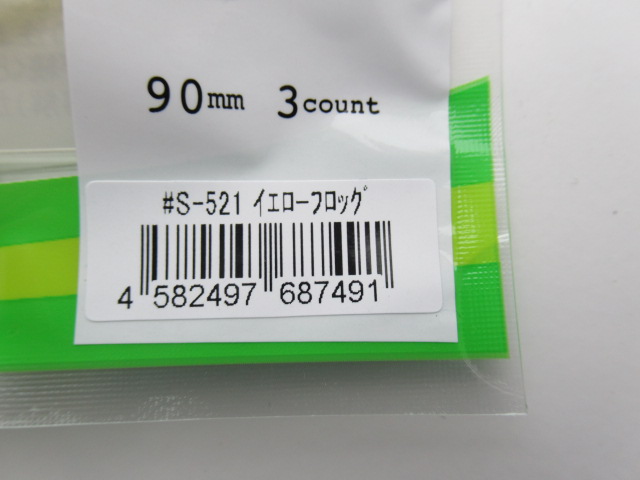 90mm 3count
#S-521 ｲｴﾛｰﾌﾛｯｸﾞ
4 582497 687491